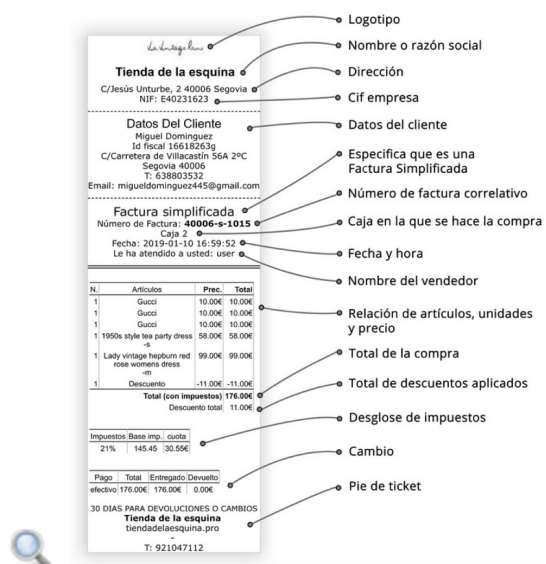 La Vintage
Tienda de la esquina
C/Jesús Unturbe, 2 40006 Segovia
NIF: E40231623
Datos Del Cliente
Miguel Dominguez
Id fiscal 16618263g
C/Carretera de Villacastín 56A 2ºC
Segovia 40006
T: 638803532
Email: migueldominguez445@gmail.com
Factura simplificada
Número de Factura: 40006-s-1015
Caja 2
Fecha: 2019-01-10 16:59:52
Le ha atendido a usted: user
N. Artículos Prec. Total
1 Gucci 10.00€ 10.00€
1 Gucci 10.00€ 10.00€
1 Gucci 10.00€ 10.00€
1 1950s style tea party dress 58.00€ 58.00€
-s
1 Lady vintage hepburn red 99.00€ 99.00€
rose womens dress
-m
1 Descuento -11.00€ -11.00€
Total (con impuestos) 176.00€
Descuento total 11.00€
Impuestos Base imp. cuota
21% 145.45 30.55€
Pago Total Entregado Devuelto
efectivo 176.00€ 176.00€ 0.00€
30 DIAS PARA DEVOLUCIONES O CAMBIOS
Tienda de la esquina
tiendadelaesquina.pro
-
T: 921047112
Logotipo
Nombre o razón social
Dirección
Cif empresa
Datos del cliente
Especifica que es una
Factura Simplificada
Número de factura correlativo
Caja en la que se hace la compra
Fecha y hora
Nombre del vendedor
Relación de artículos, unidades
y precio
Total de la compra
Total de descuentos aplicados
Desglose de impuestos
Cambio
Pie de ticket